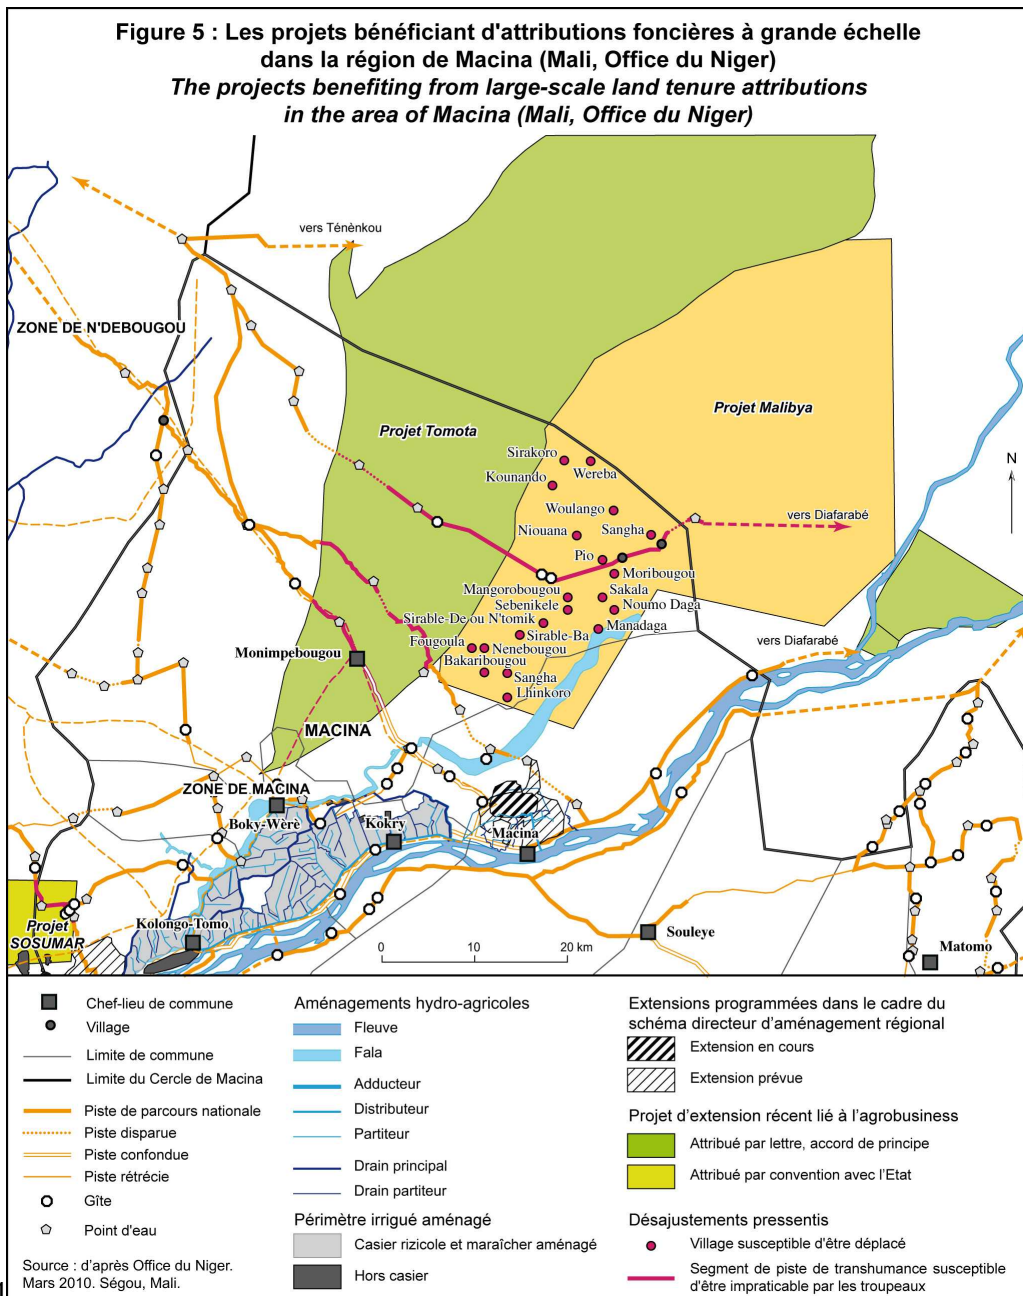 Figure 5 : Les projets bénéficiant d'attributions foncières à grande échelle
dans la région de Macina (Mali, Office du Niger)
The projects benefiting from large-scale land tenure attributions
in the area of Macina (Mali, Office du Niger)
vers Ténènkou
ZONE DE N'DEBOUGOU
Projet Malibya
Projet Tomota
Sirakoro
Wereba
Kounando
N
Woulango
vers Diafarabé
Niouana
Sangha
Pio
Moribougou
Mangorobougou
Sakala
Sebenikele
Noumo Daga
Sirable-De ou N'tomik
Manadaga
Sirable-Ba
Fougoula
Nenebougou
vers Diafarabé
Monimpebougou
Bakaribougou
Sangha
Lhinkoro
MACINA
ZONE DE MACINA
Boky-Wèrè
Kokry
Macina
Kolongo-Tomo
Projet
SOSUMAR
Souleye
Matomo
0 10 20 km
Chef-lieu de commune
Village
Limite de commune
Limite du Cercle de Macina
Piste de parcours nationale
Piste disparue
Piste confondue
Piste rétrécie
Gîte
Point d'eau
Source : d'après Office du Niger.
Mars 2010. Ségou, Mali.
Aménagements hydro-agricoles
Fleuve
Fala
Adducteur
Distributeur
Partiteur
Drain principal
Drain partiteur
Périmètre irrigué aménagé
Casier rizicole et maraîcher aménagé
Hors casier
Extensions programmées dans le cadre du
schéma directeur d’aménagement régional
Extension en cours
Extension prévue
Projet d’extension récent lié à l’agrobusiness
Attribué par lettre, accord de principe
Attribué par convention avec l’Etat
Désajustements pressentis
Village susceptible d'être déplacé
Segment de piste de transhumance susceptible
d'être impraticable par les troupeaux